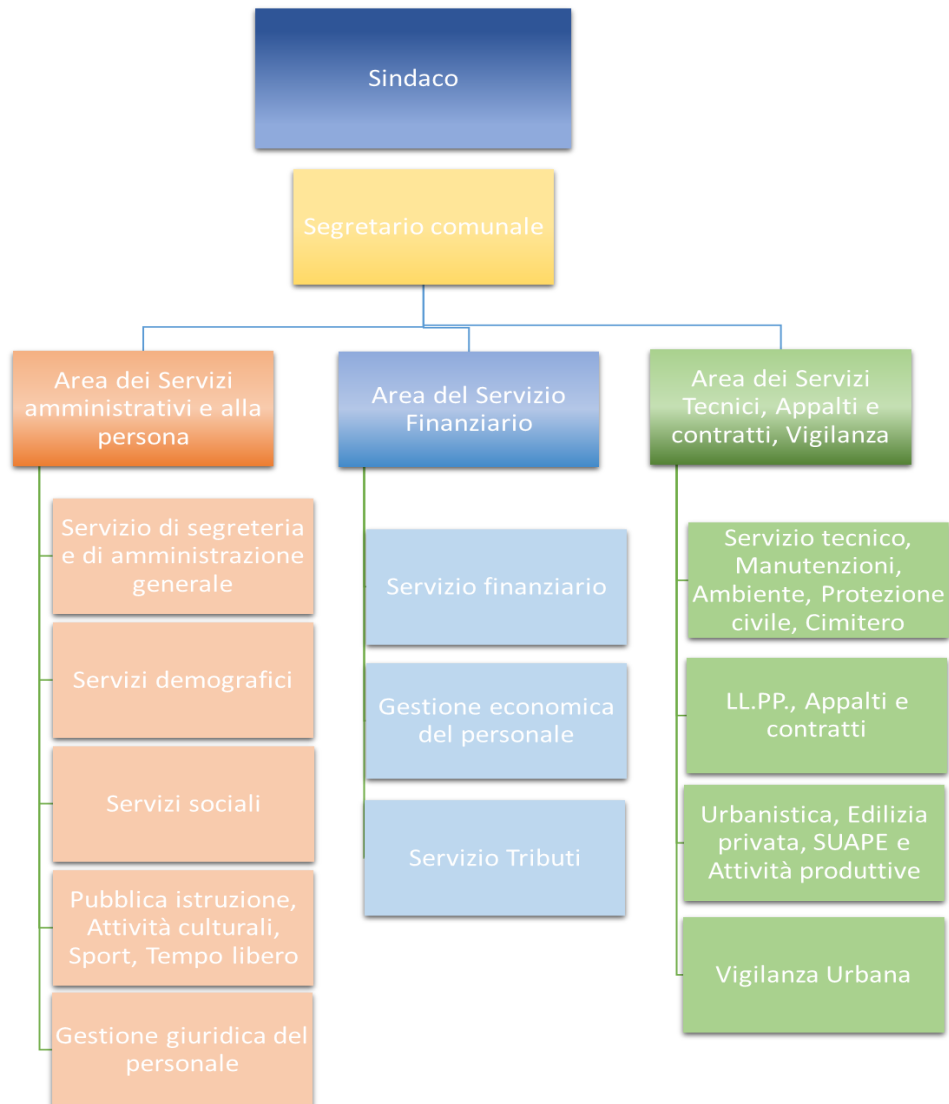 Sindaco
Segretario comunale
Area dei Servizi
amministrativi e alla
persona
Servizio di segreteria
e di amministrazione
generale
Servizi demografici
Servizi sociali
Pubblica istruzione,
Attività culturali,
Sport, Tempo libero
Gestione giuridica del
personale
Area del Servizio
Finanziario
Servizio finanziario
Gestione economica
del personale
Servizio Tributi
Area dei Servizi
Tecnici, Appalti e
contratti, Vigilanza
Servizio tecnico,
Manutenzioni,
Ambiente, Protezione
civile, Cimitero
LL.PP., Appalti e
contratti
Urbanistica, Edilizia
privata, SUAPE e
Attività produttive
Vigilanza Urbana